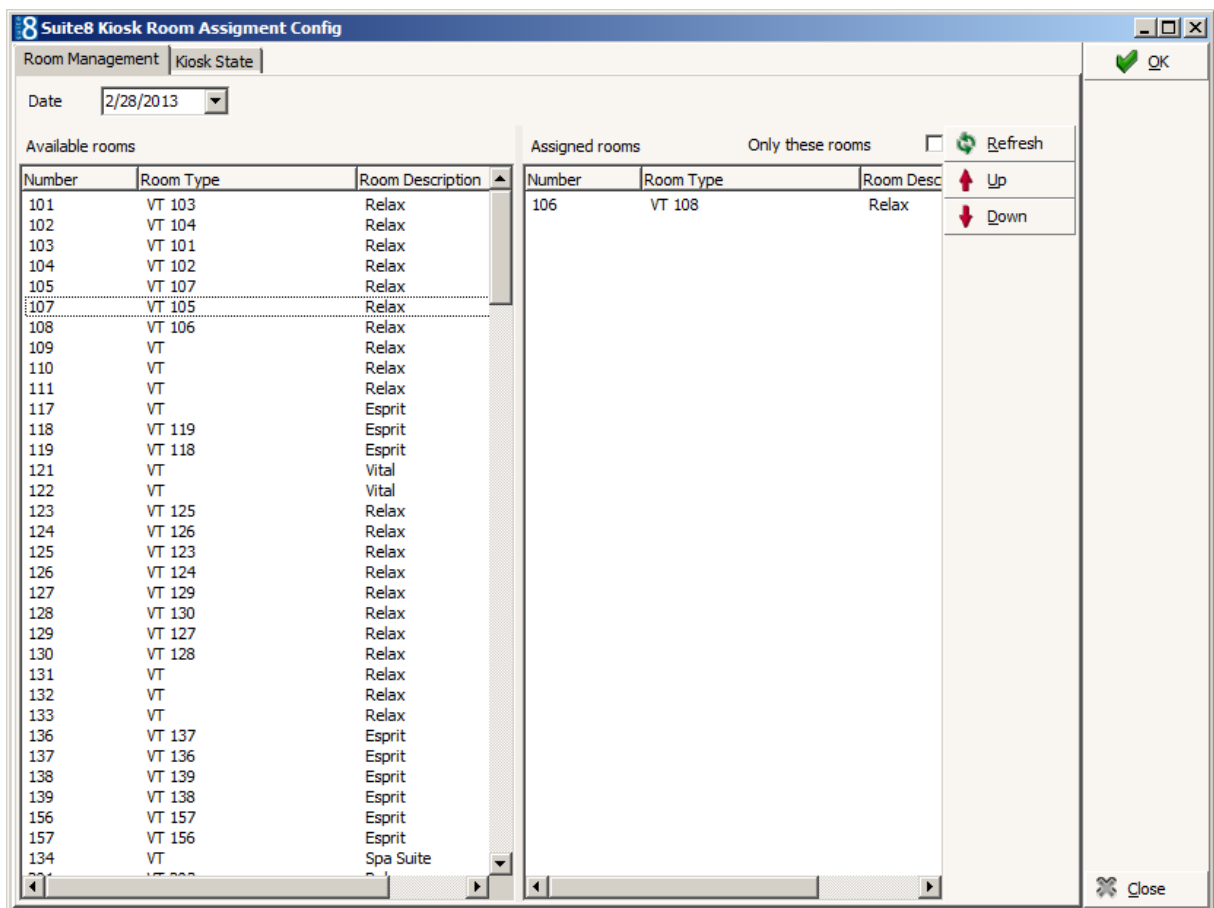 8 Suite8 Kiosk Room Assigment Config
Room Management Kiosk State
OK
Date 2/28/2013
Available rooms
Assigned rooms Only these rooms
Refresh
Up
Down
Number Room Type Room Description
101 VT 103 Relax
102 VT 104 Relax
103 VT 101 Relax
104 VT 102 Relax
105 VT 107 Relax
107 VT 105 Relax
108 VT 106 Relax
109 VT Relax
110 VT Relax
111 VT Relax
117 VT Esprit
118 VT 119 Esprit
119 VT 118 Esprit
121 VT Vital
122 VT Vital
123 VT 125 Relax
124 VT 126 Relax
125 VT 123 Relax
126 VT 124 Relax
127 VT 129 Relax
128 VT 130 Relax
129 VT 127 Relax
130 VT 128 Relax
131 VT Relax
132 VT Relax
133 VT Relax
136 VT 137 Esprit
137 VT 136 Esprit
138 VT 139 Esprit
139 VT 138 Esprit
156 VT 157 Esprit
157 VT 156 Esprit
134 VT Spa Suite
Number Room Type Room Desc
106 VT 108 Relax
Close